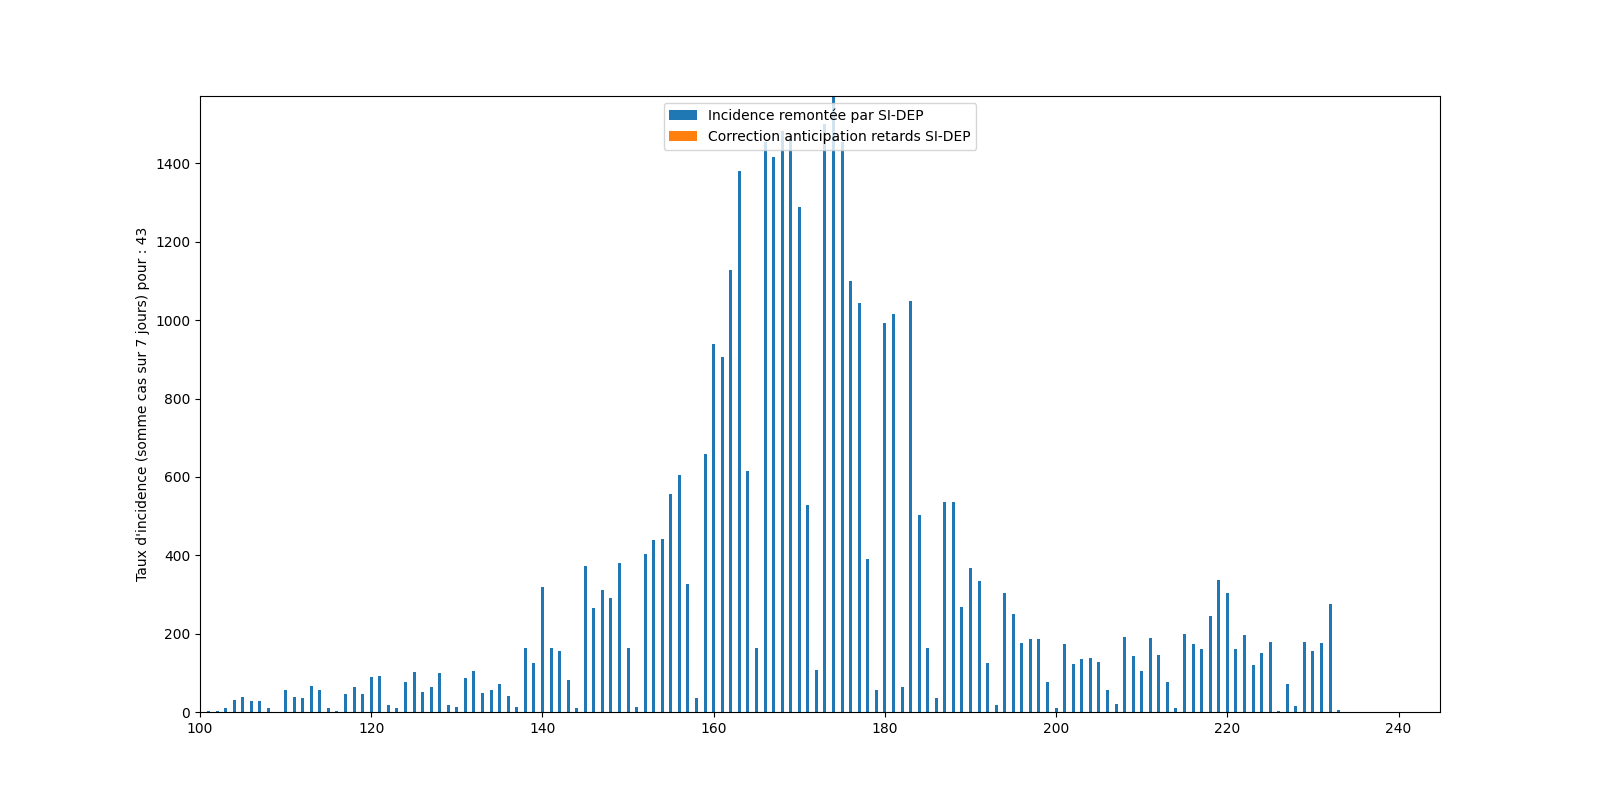 Incidence remontée par SI-DEP
Correction anticipation retards SI-DEP
Taux d'incidence (somme cas sur 7 jours) pour : 43
1400
1200
1000
800
600
400
200
0
100 120 140 160 180 200 220 240